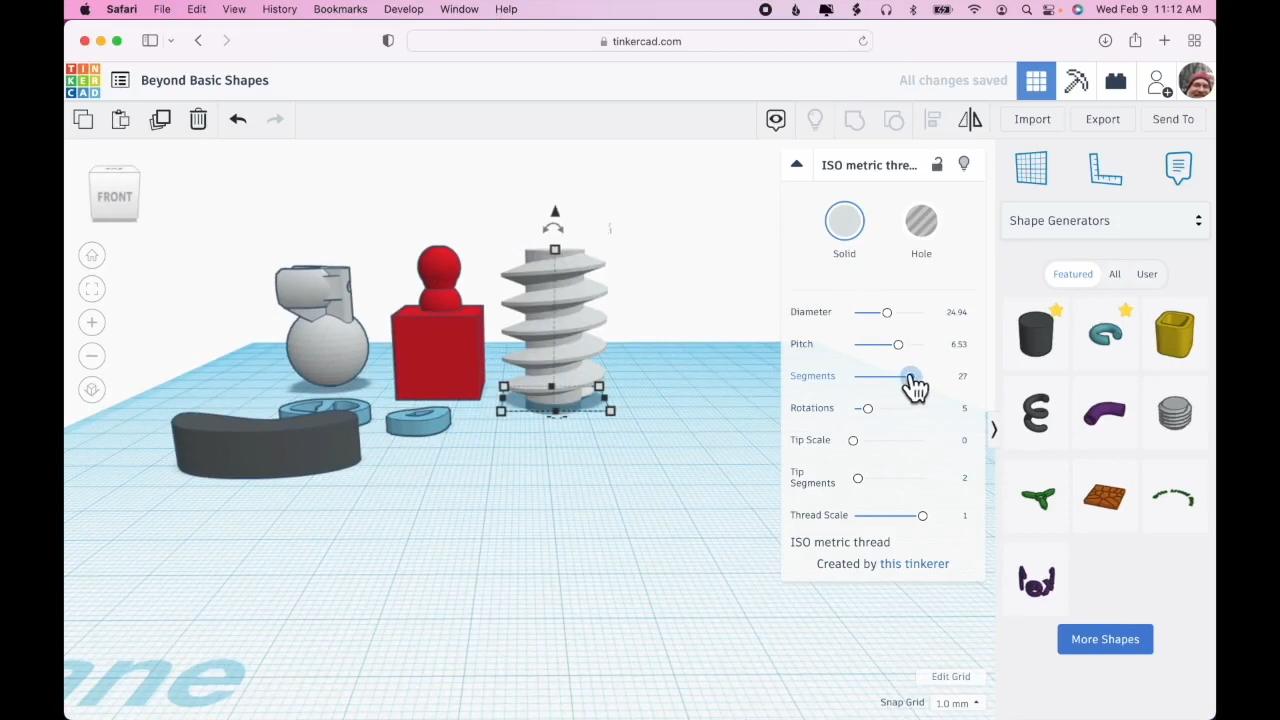 Safari File Edit View History Bookmarks Develop Window Help Wed Feb 9 11:12 AM
tinkercad.com
TIN
KER
CAD
Beyond Basic Shapes
All changes saved
Import
Export
Send To
FRONT
ISO metric thre...
Solid
Hole
Diameter 24.94
Pitch 6.53
Segments 27
Rotations 5
Tip Scale 0
Tip Segments 2
Thread Scale 1
ISO metric thread
Created by this tinkerer
Shape Generators
Featured
All
User
More Shapes
ane
Edit Grid
Snap Grid 1.0 mm